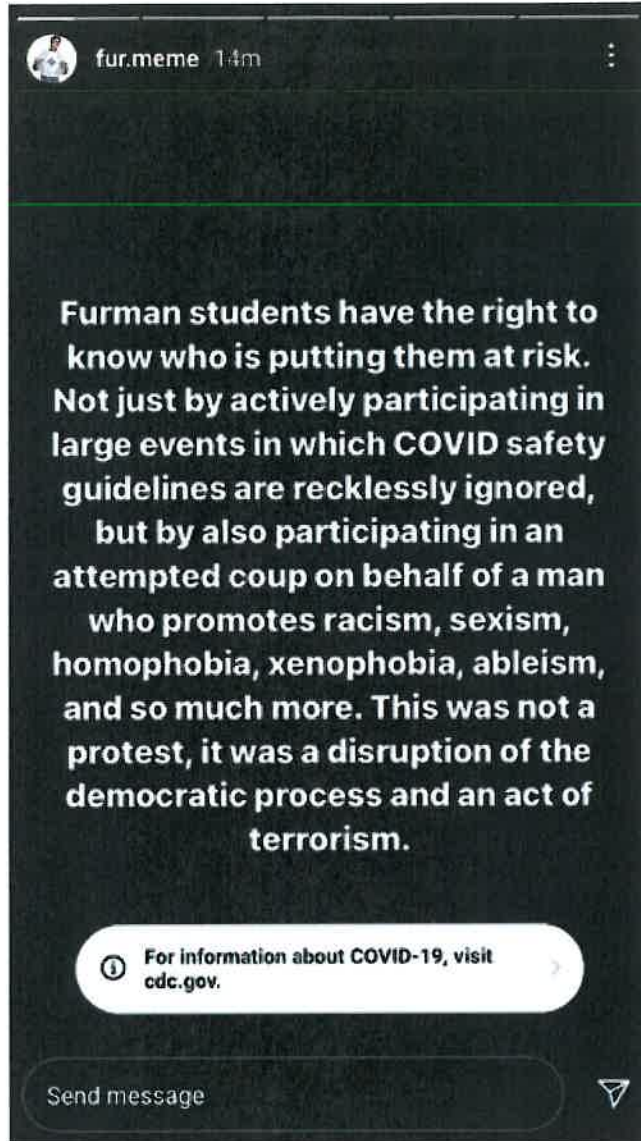 fur.meme 14m
Furman students have the right to
know who is putting them at risk.
Not just by actively participating in
large events in which COVID safety
guidelines are recklessly ignored,
but by also participating in an
attempted coup on behalf of a man
who promotes racism, sexism,
homophobia, xenophobia, ableism,
and so much more. This was not a
protest, it was a disruption of the
democratic process and an act of
terrorism.
For information about COVID-19, visit
cdc.gov.
Send message